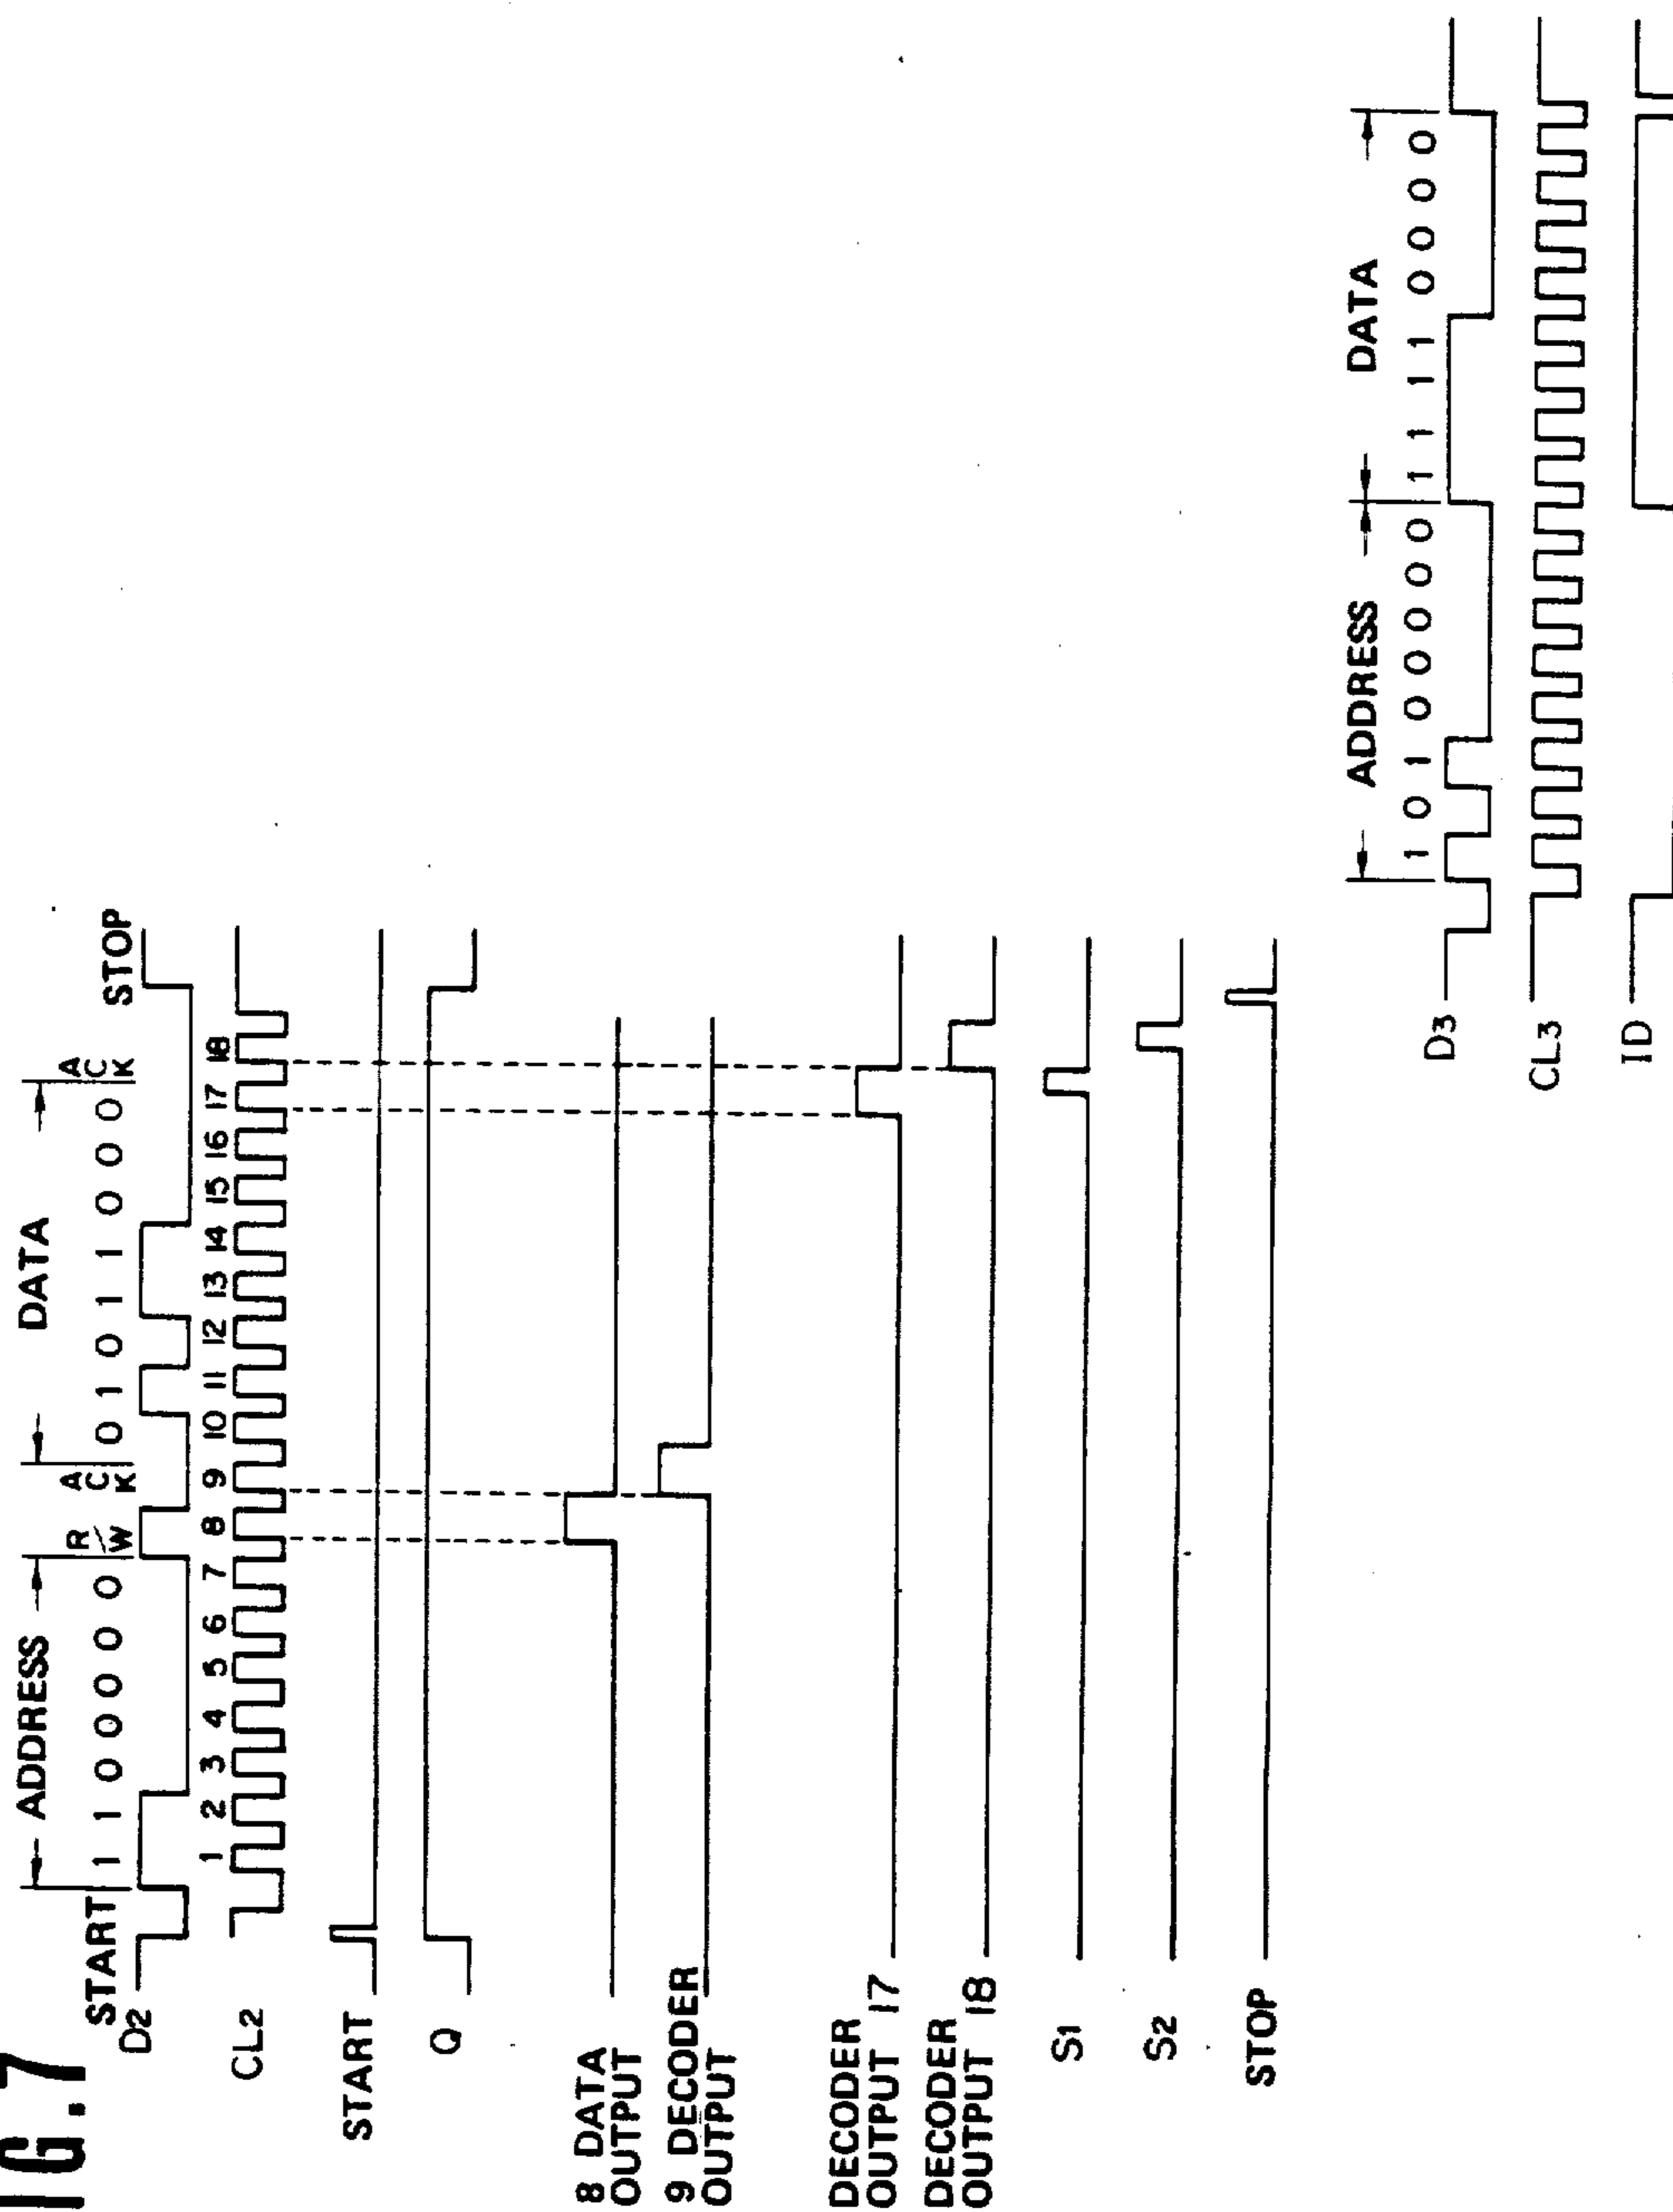 IG.7
ADDRESS DATA
START 1 1 0 0 0 0 0 R/W ACK 0 1 0 1 1 0 0 0 ACK STOP
D2
1 2 3 4 5 6 7 8 9 10 11 12 13 14 15 16 17 18
CL2
START
Q
8 DATA
OUTPUT
9 DECODER
OUTPUT
DECODER
OUTPUT 17
DECODER
OUTPUT 18
S1
S2
STOP
ADDRESS DATA
1 0 1 0 0 0 0 0 1 1 1 1 0 0 0 0
D3
CL3
ID